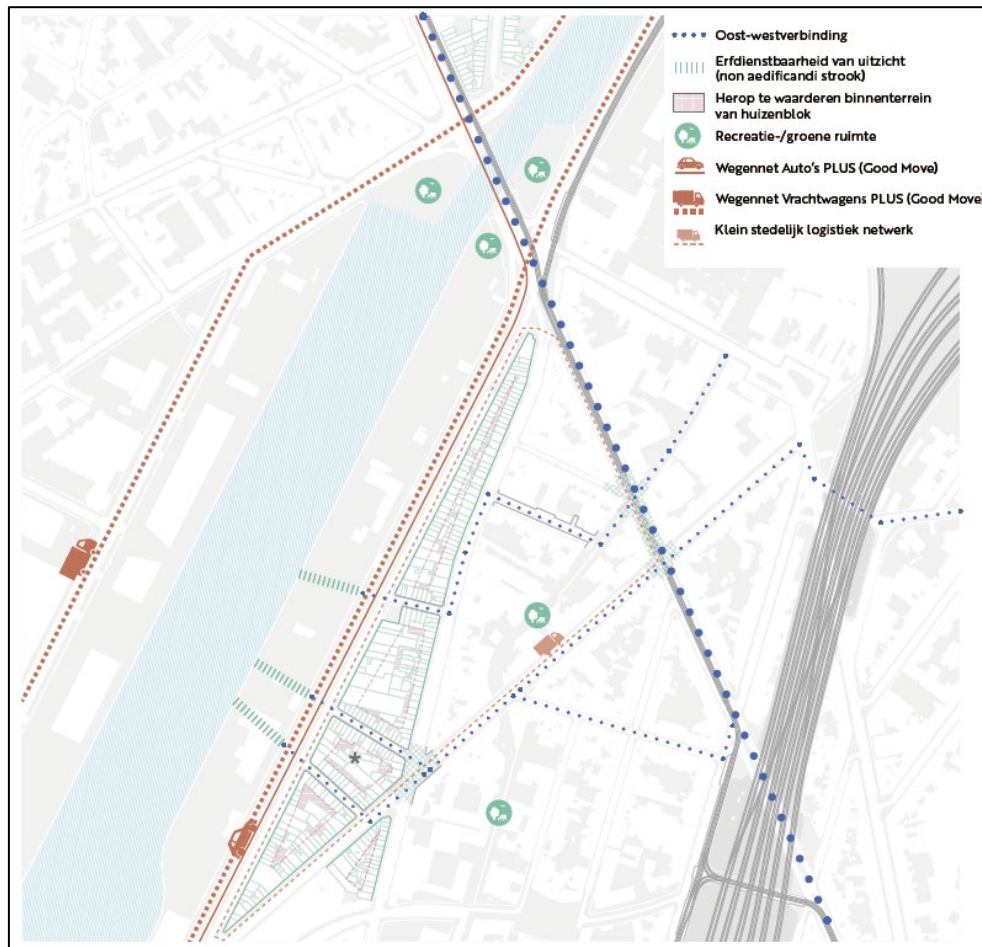 Oost-westverbinding
Erfdienstbaarheid van uitzicht
(non aedificandi strook)
Herop te waarderen binnenterrein
van huizenblok
Recreatie-/groene ruimte
Wegennet Auto's PLUS (Good Move)
Wegennet Vrachtwagens PLUS (Good Move)
Klein stedelijk logistiek netwerk
*